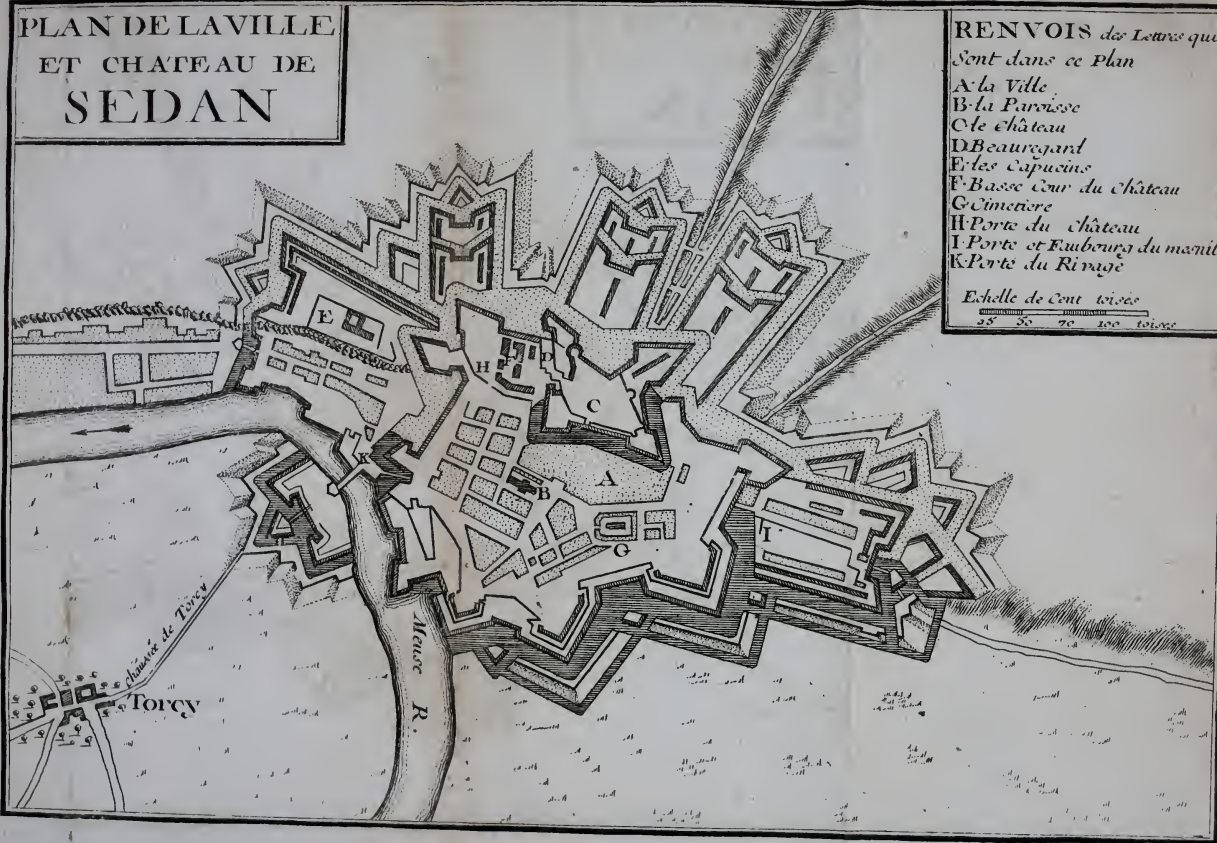 PLAN DE LA VILLE
ET CHATEAU DE
SEDAN
RENVOIS des Lettres qui
Sont dans ce Plan
A·la Ville
B·la Paroisse
C·le Château
D·Beauregard
E·les Capucins
F·Basse Cour du Château
G·Cimetiere
H·Porte du Château
I·Porte et Faubourg du mesnil
K·Porte du Rivage
Echelle de Cent toises
25 50 70 100 toises
E
H
F
D
C
K
B
A
I
G
Meuse R.
chaussée de Torcy
Torcy